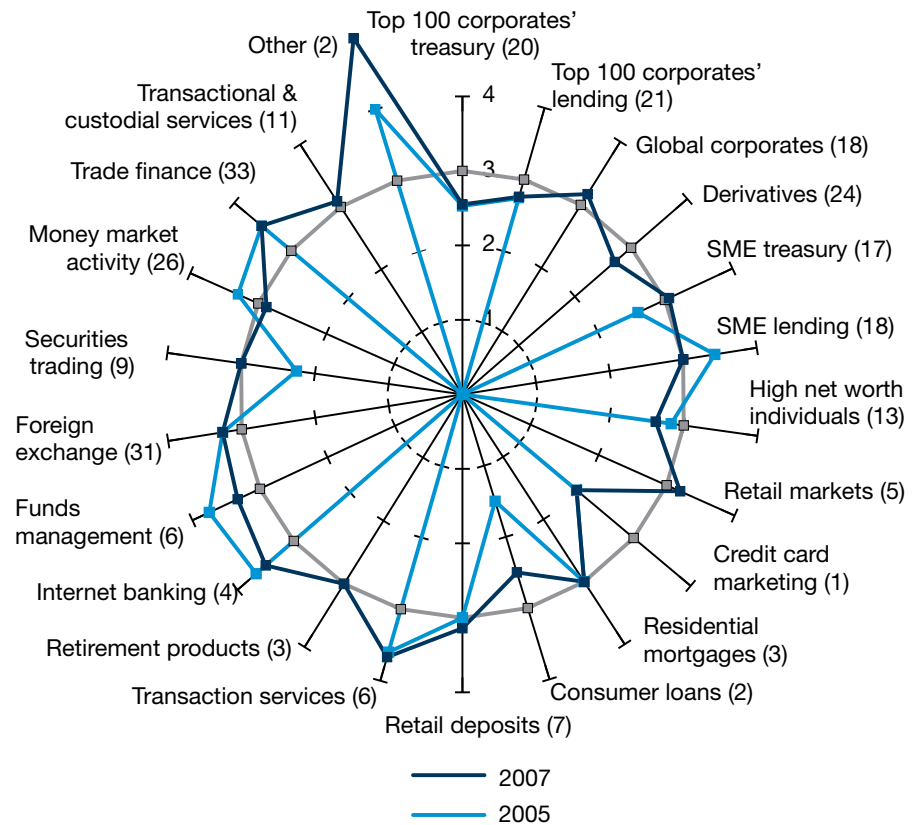 Top 100 corporates’
treasury (20)
Top 100 corporates’
lending (21)
Global corporates (18)
Derivatives (24)
SME treasury (17)
SME lending (18)
High net worth
individuals (13)
Retail markets (5)
Credit card
marketing (1)
Residential
mortgages (3)
Consumer loans (2)
Retail deposits (7)
Transaction services (6)
Retirement products (3)
Internet banking (4)
Funds
management (6)
Foreign
exchange (31)
Securities
trading (9)
Money market
activity (26)
Trade finance (33)
Transactional &
custodial services (11)
Other (2)
4
3
2
1
2007
2005